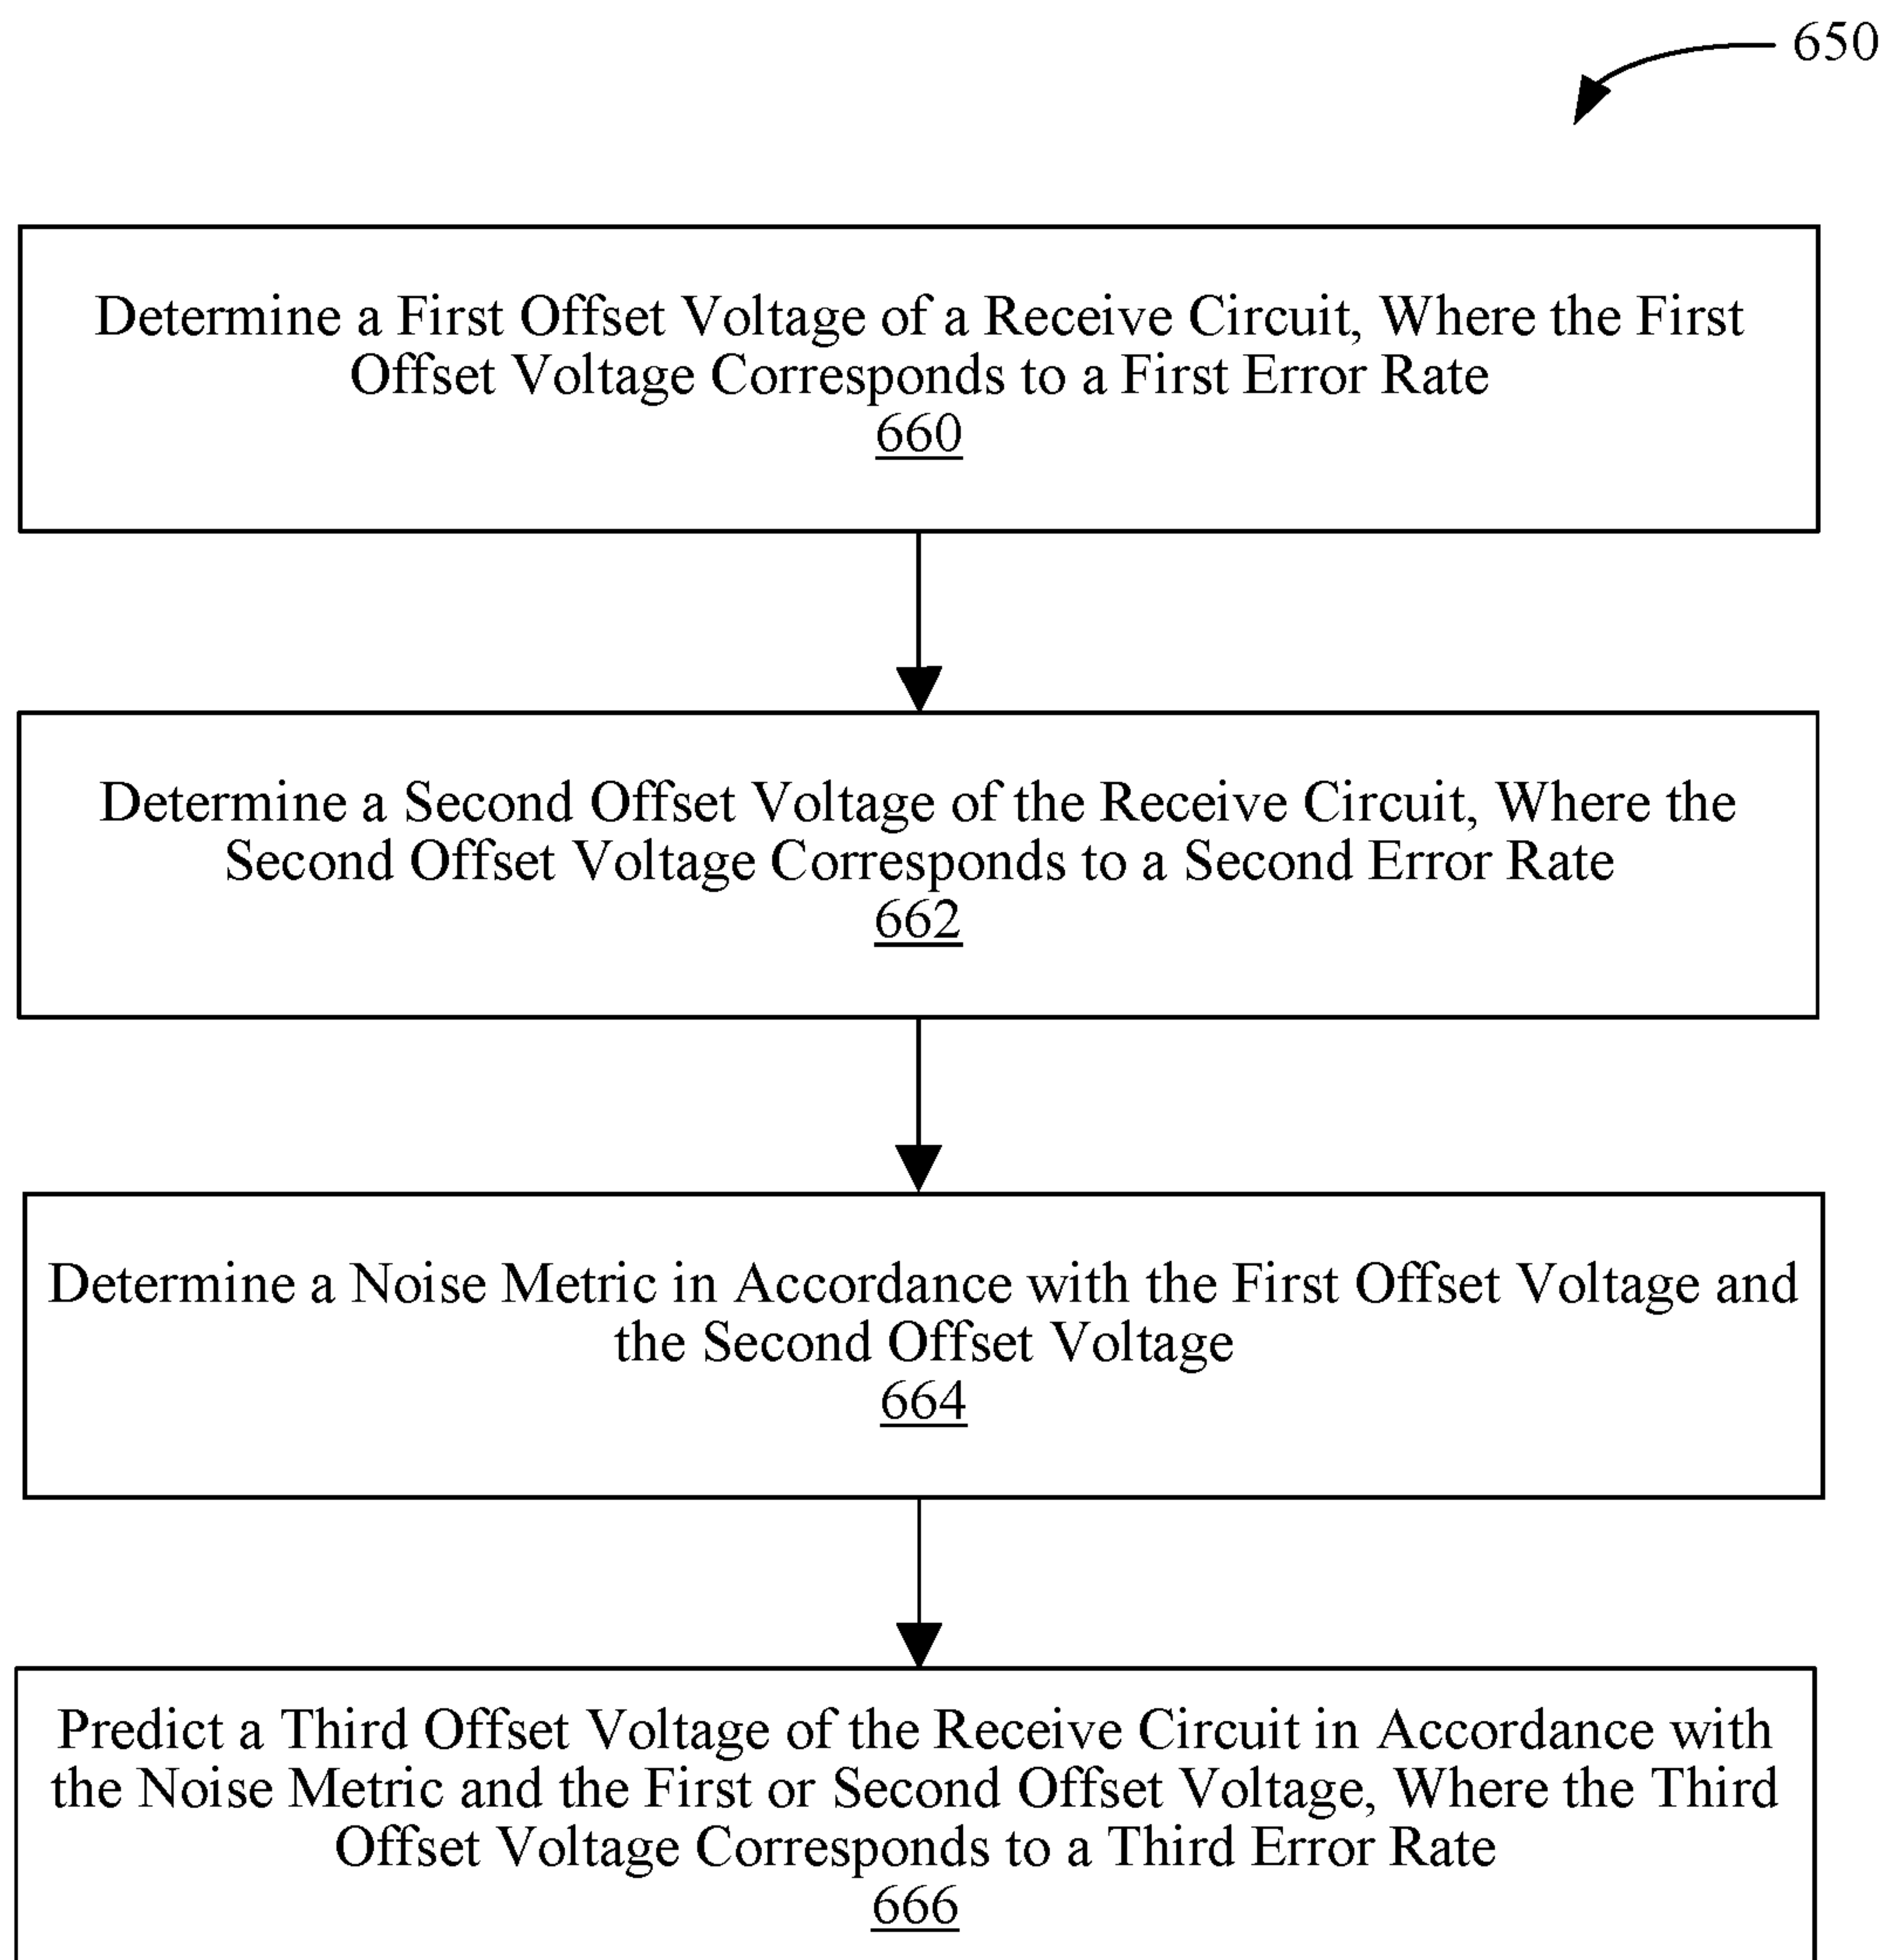 650
Determine a First Offset Voltage of a Receive Circuit, Where the First
Offset Voltage Corresponds to a First Error Rate
660
Determine a Second Offset Voltage of the Receive Circuit, Where the
Second Offset Voltage Corresponds to a Second Error Rate
662
Determine a Noise Metric in Accordance with the First Offset Voltage and
the Second Offset Voltage
664
Predict a Third Offset Voltage of the Receive Circuit in Accordance with
the Noise Metric and the First or Second Offset Voltage, Where the Third
Offset Voltage Corresponds to a Third Error Rate
666